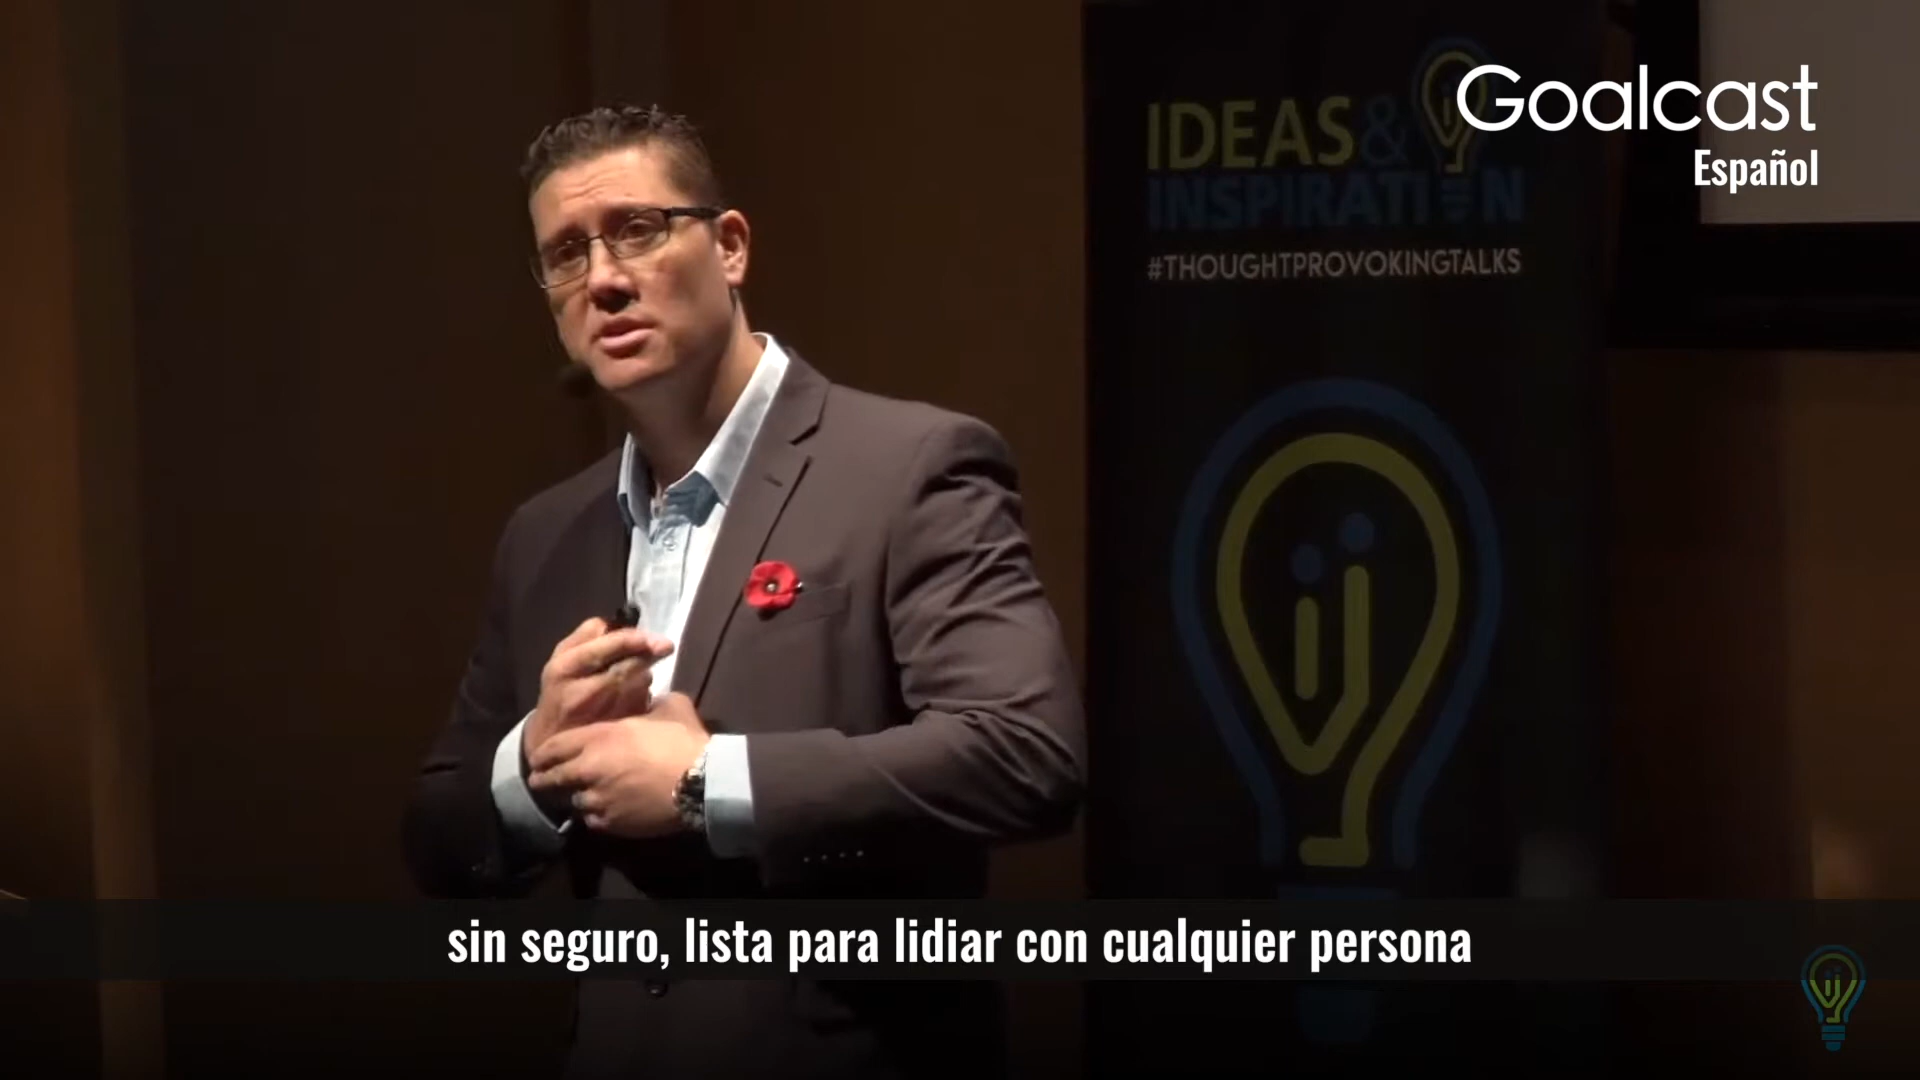 Goalcast
Español
IDEAS &
INSPIRATION
#THOUGHTPROVOKINGTALKS
sin seguro, lista para lidiar con cualquier persona